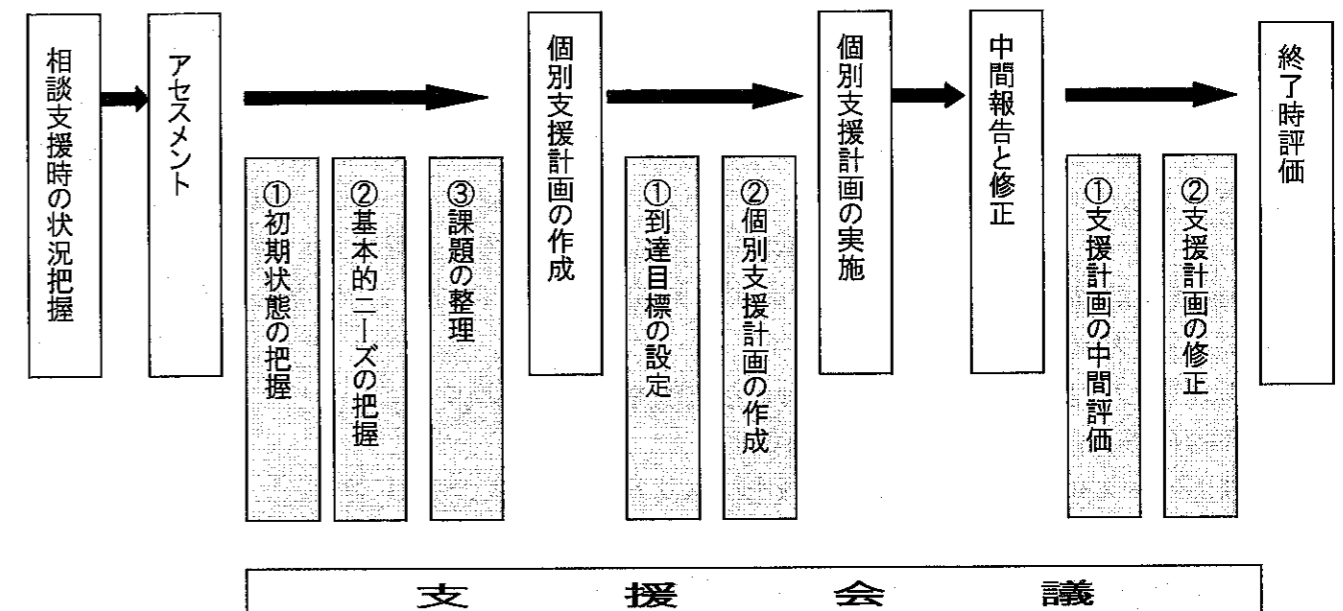 相談支援時の状況把握
アセスメント
①初期状態の把握
②基本的ニーズの把握
③課題の整理
個別支援計画の作成
①到達目標の設定
②個別支援計画の作成
個別支援計画の実施
中間報告と修正
①支援計画の中間評価
②支援計画の修正
終了時評価
支援会議